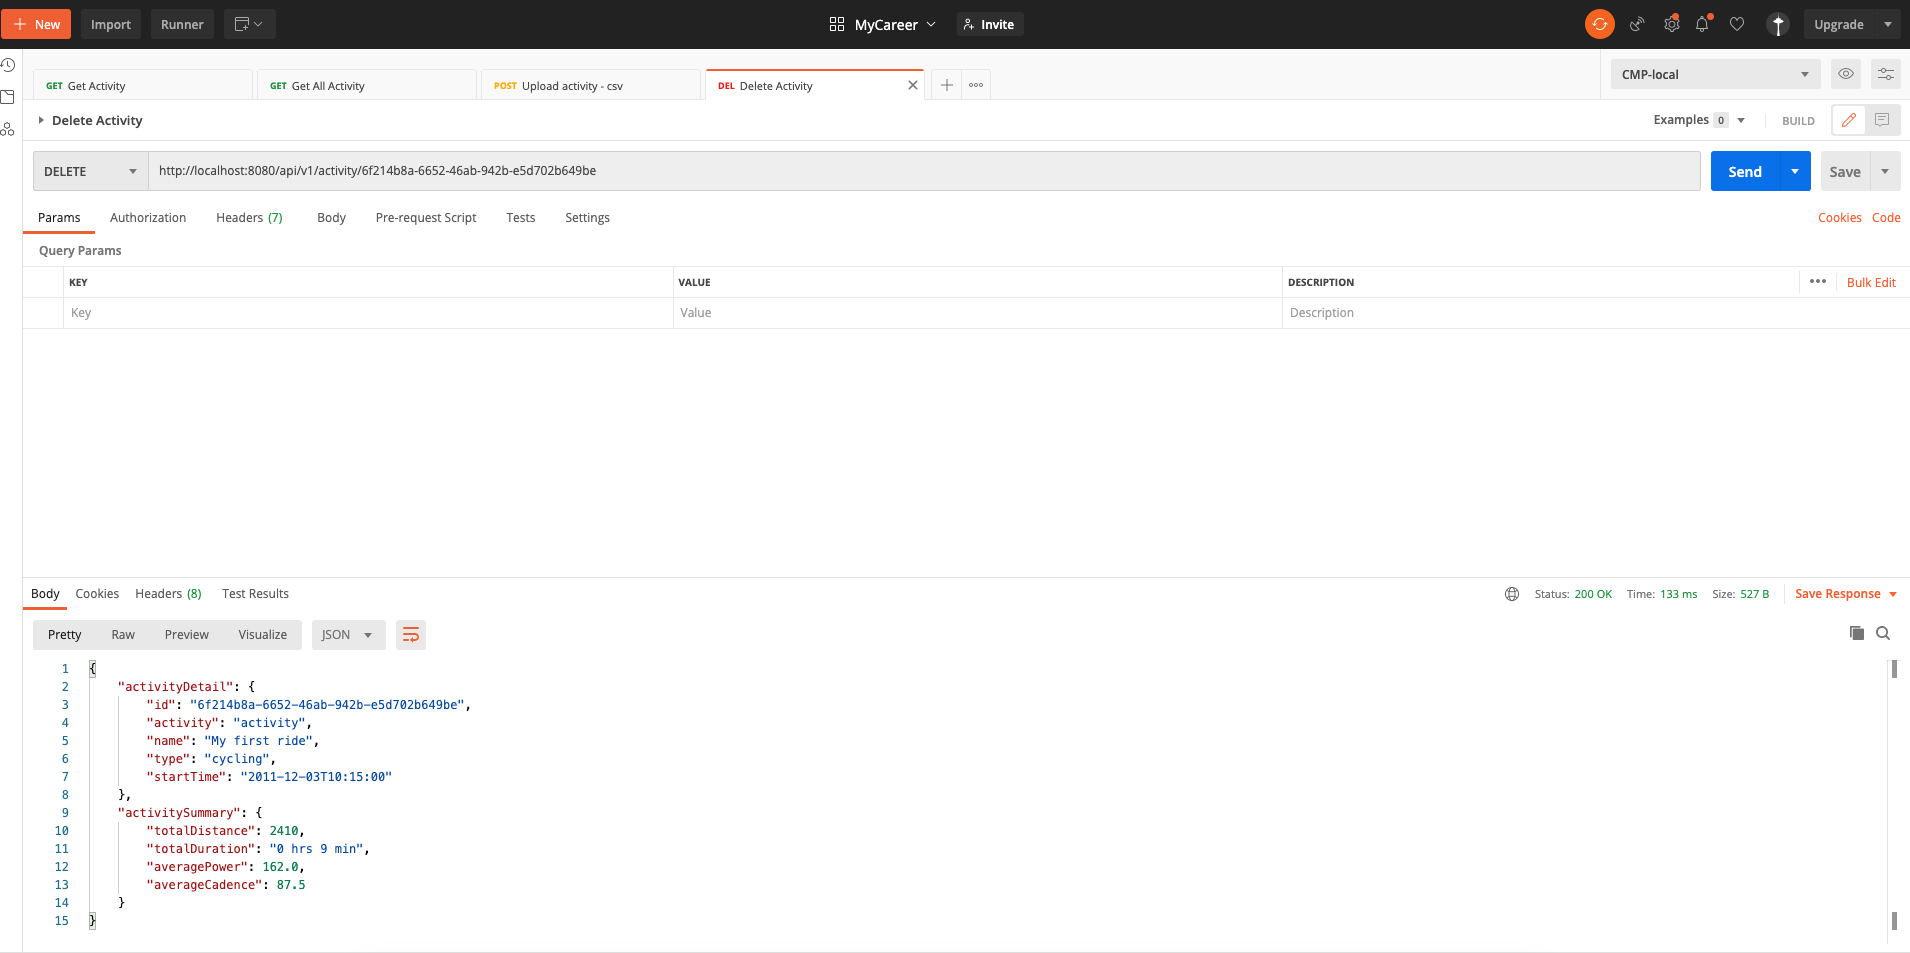 New Import Runner MyCareer Invite Upgrade
GET Get Activity GET Get All Activity POST Upload activity - csv DEL Delete Activity CMP-local
Delete Activity Examples 0 BUILD
DELETE http://localhost:8080/api/v1/activity/6f214b8a-6652-46ab-942b-e5d702b649be Send Save
Params Authorization Headers (7) Body Pre-request Script Tests Settings Cookies Code
Query Params
KEY VALUE DESCRIPTION Bulk Edit
Key Value Description
Body Cookies Headers (8) Test Results Status: 200 OK Time: 133 ms Size: 527 B Save Response
Pretty Raw Preview Visualize JSON
1 {
2 "activityDetail": {
3 "id": "6f214b8a-6652-46ab-942b-e5d702b649be",
4 "activity": "activity",
5 "name": "My first ride",
6 "type": "cycling",
7 "startTime": "2011-12-03T10:15:00"
8 },
9 "activitySummary": {
10 "totalDistance": 2410,
11 "totalDuration": "0 hrs 9 min",
12 "averagePower": 162.0,
13 "averageCadence": 87.5
14 }
15 }